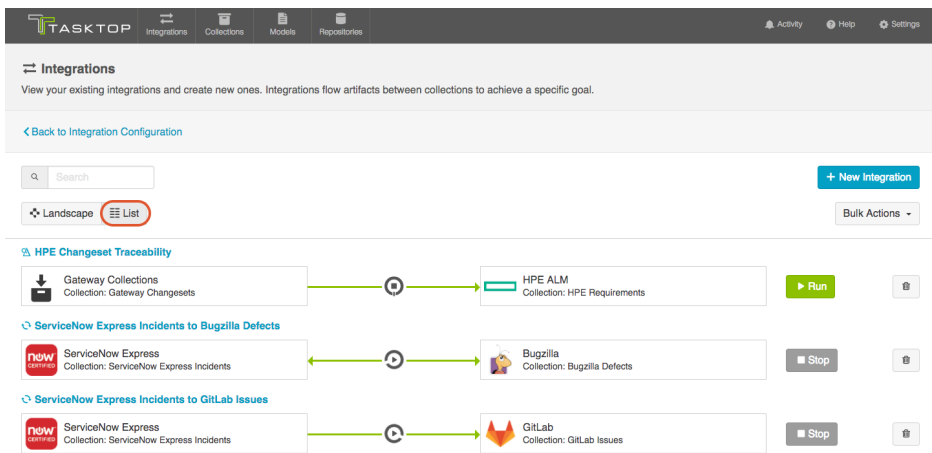 TASKTOP
Integrations
Collections
Models
Repositories
Activity
Help
Settings
Integrations
View your existing integrations and create new ones. Integrations flow artifacts between collections to achieve a specific goal.
Back to Integration Configuration
Search
+ New Integration
Landscape
List
Bulk Actions
HPE Changeset Traceability
Gateway Collections
Collection: Gateway Changesets
HPE ALM
Collection: HPE Requirements
Run
ServiceNow Express Incidents to Bugzilla Defects
now
CERTIFIED
ServiceNow Express
Collection: ServiceNow Express Incidents
Bugzilla
Collection: Bugzilla Defects
Stop
ServiceNow Express Incidents to GitLab Issues
now
CERTIFIED
ServiceNow Express
Collection: ServiceNow Express Incidents
GitLab
Collection: GitLab Issues
Stop